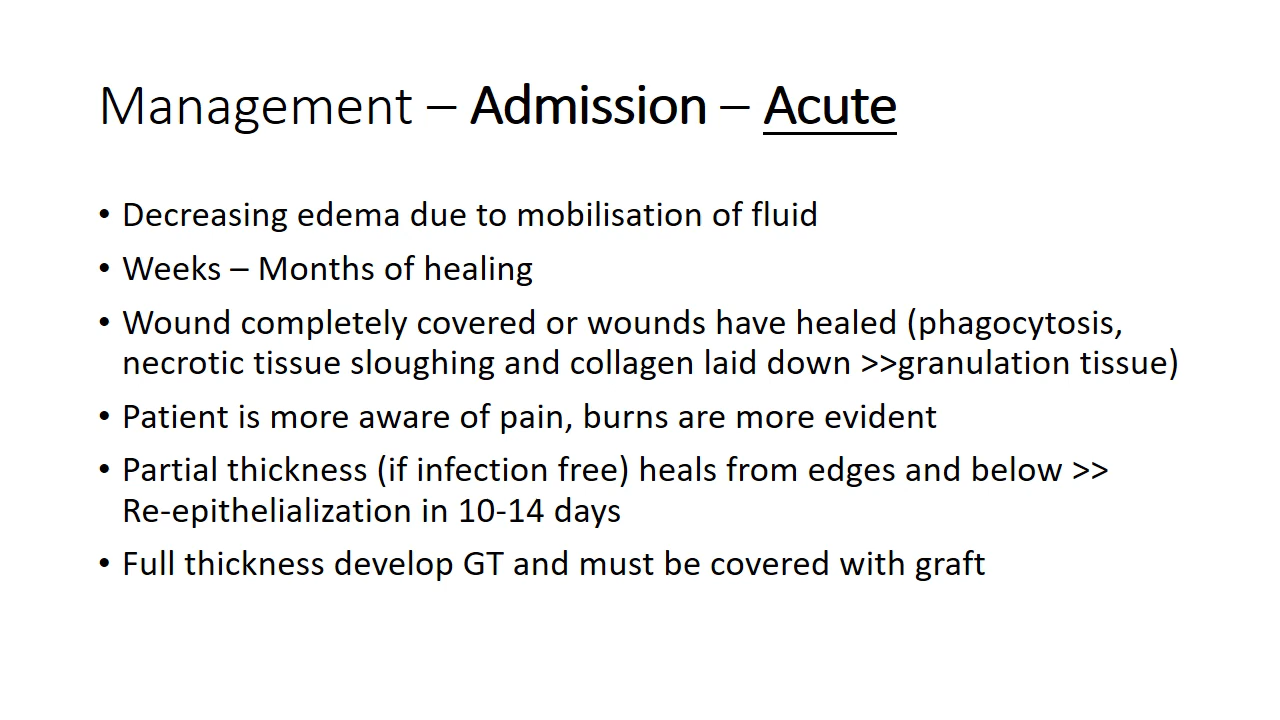 Management – Admission – Acute
• Decreasing edema due to mobilisation of fluid
• Weeks – Months of healing
• Wound completely covered or wounds have healed (phagocytosis,
necrotic tissue sloughing and collagen laid down >>granulation tissue)
• Patient is more aware of pain, burns are more evident
• Partial thickness (if infection free) heals from edges and below >>
Re-epithelialization in 10-14 days
• Full thickness develop GT and must be covered with graft